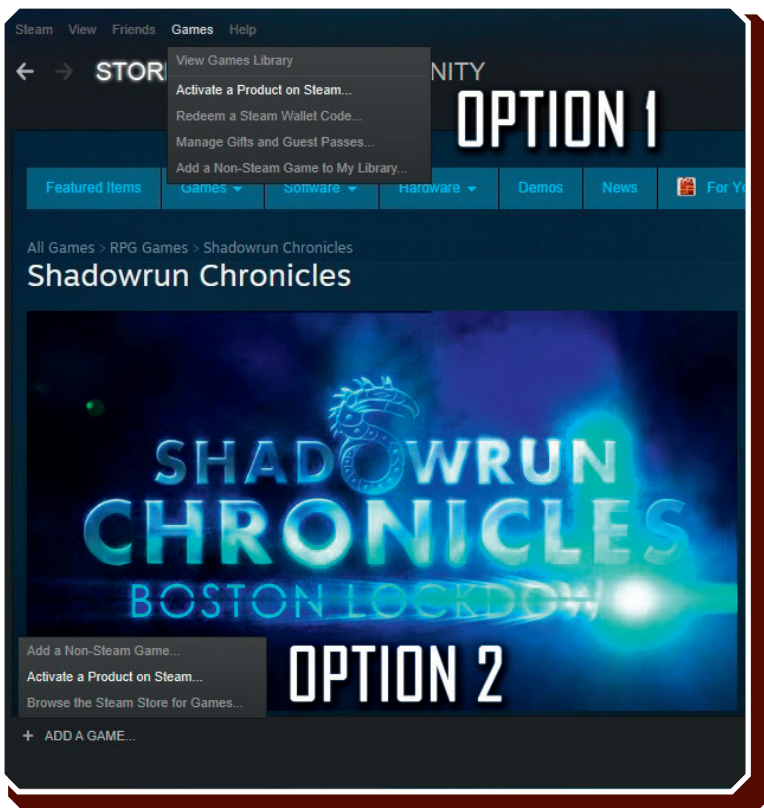 Steam View Friends Games Help
View Games Library
STOR NITY
Activate a Product on Steam...
Redeem a Steam Wallet Code...
Manage Gifts and Guest Passes...
Add a Non-Steam Game to My Library...
OPTION 1
Featured Items Games Software Hardware Demos News For Yo
All Games > RPG Games > Shadowrun Chronicles
Shadowrun Chronicles
SHADOWRUN
CHRONICLES
BOSTON LOCKDOWN
Add a Non-Steam Game...
Activate a Product on Steam...
Browse the Steam Store for Games...
OPTION 2
+ ADD A GAME...